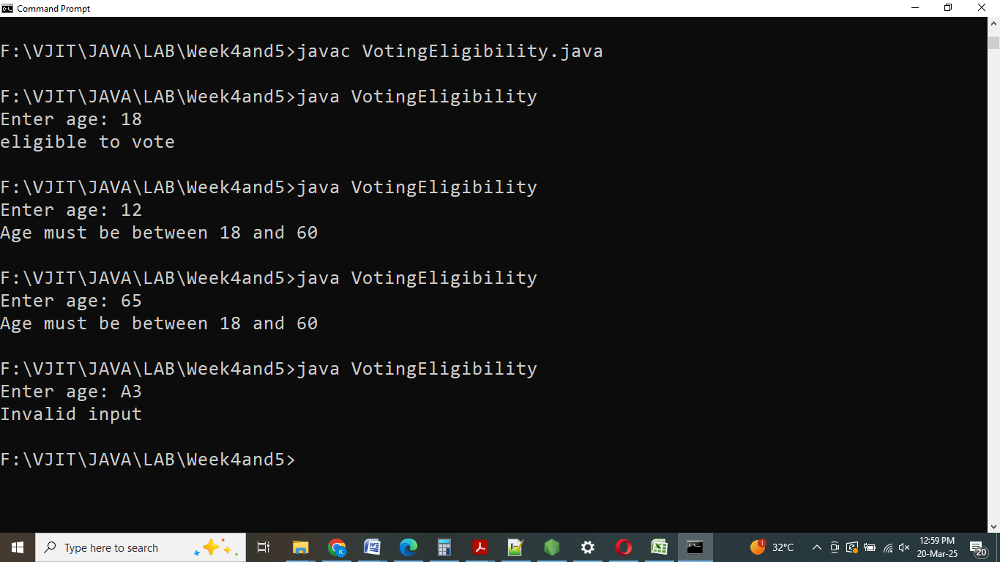 Command Prompt
F:\VJIT\JAVA\LAB\Week4and5>javac VotingEligibility.java
F:\VJIT\JAVA\LAB\Week4and5>java VotingEligibility
Enter age: 18
eligible to vote
F:\VJIT\JAVA\LAB\Week4and5>java VotingEligibility
Enter age: 12
Age must be between 18 and 60
F:\VJIT\JAVA\LAB\Week4and5>java VotingEligibility
Enter age: 65
Age must be between 18 and 60
F:\VJIT\JAVA\LAB\Week4and5>java VotingEligibility
Enter age: A3
Invalid input
F:\VJIT\JAVA\LAB\Week4and5>
Type here to search
1
32°C
12:59 PM
20-Mar-25
20